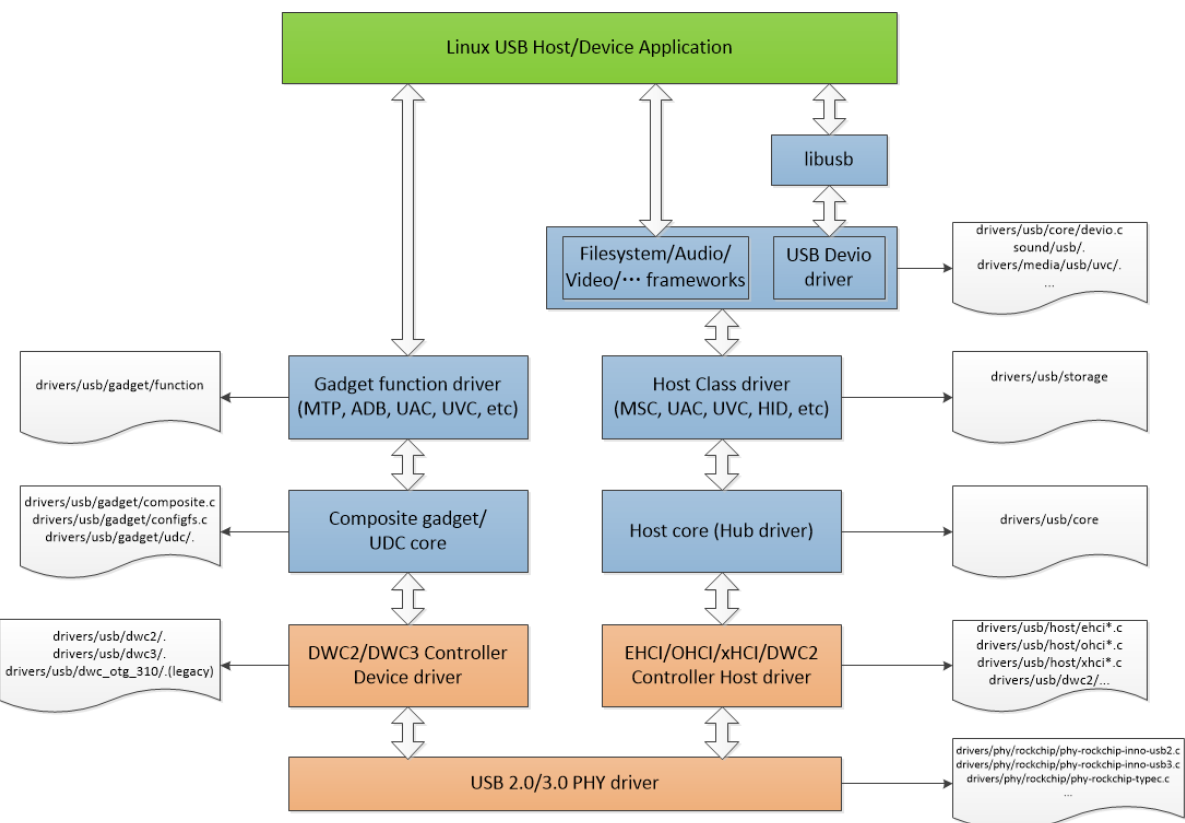 Linux USB Host/Device Application
libusb
Filesystem/Audio/
Video/⋯ frameworks
USB Devio
driver
drivers/usb/core/devio.c
sound/usb/.
drivers/media/usb/uvc/.
...
drivers/usb/gadget/function
Gadget function driver
(MTP, ADB, UAC, UVC, etc)
Host Class driver
(MSC, UAC, UVC, HID, etc)
drivers/usb/storage
drivers/usb/gadget/composite.c
drivers/usb/gadget/configfs.c
drivers/usb/gadget/udc/.
Composite gadget/
UDC core
Host core (Hub driver)
drivers/usb/core
drivers/usb/dwc2/.
drivers/usb/dwc3/.
drivers/usb/dwc_otg_310/.(legacy)
DWC2/DWC3 Controller
Device driver
EHCI/OHCI/xHCI/DWC2
Controller Host driver
drivers/usb/host/ehci*.c
drivers/usb/host/ohci*.c
drivers/usb/host/xhci*.c
drivers/usb/dwc2/...
USB 2.0/3.0 PHY driver
drivers/phy/rockchip/phy-rockchip-inno-usb2.c
drivers/phy/rockchip/phy-rockchip-inno-usb3.c
drivers/phy/rockchip/phy-rockchip-typec.c
...